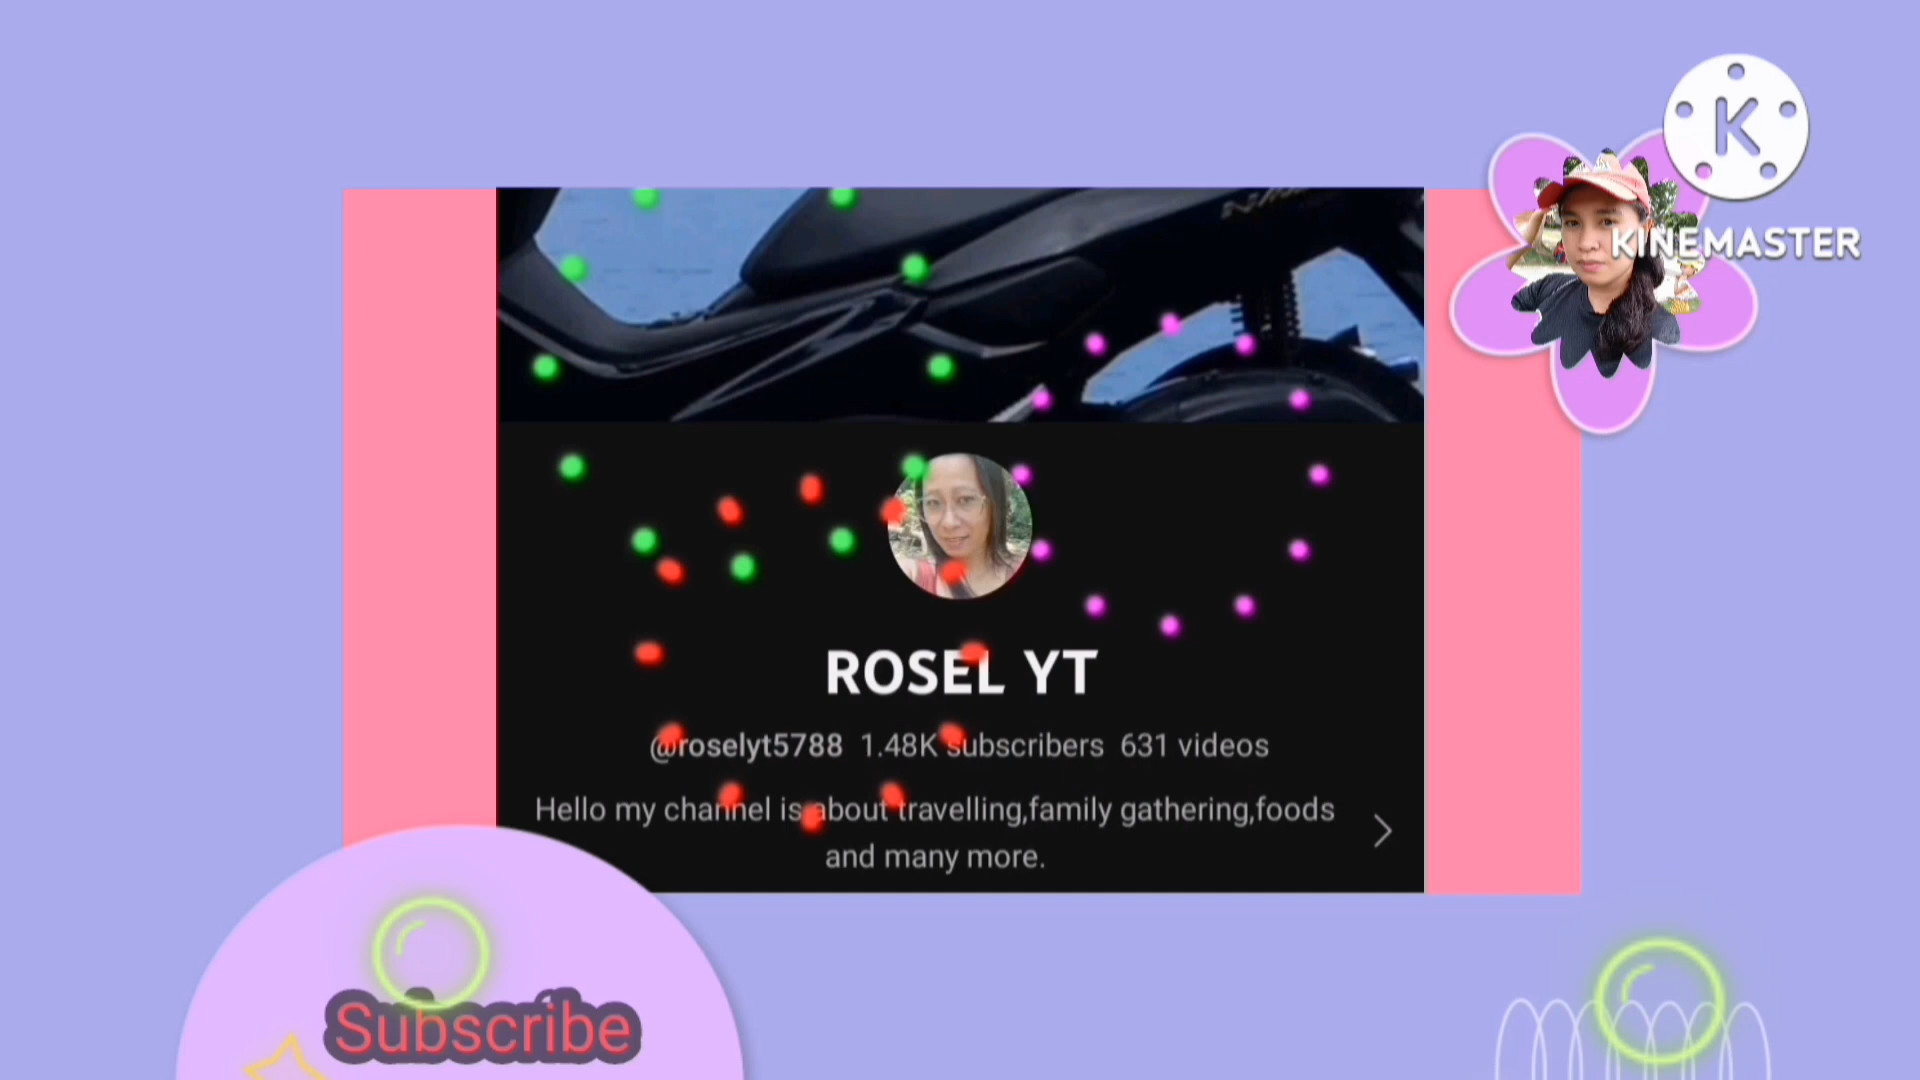 K
KINEMASTER
ROSEL YT
@roselyt5788 1.48K subscribers 631 videos
Hello my channel is about travelling,family gathering,foods
and many more.
Subscribe